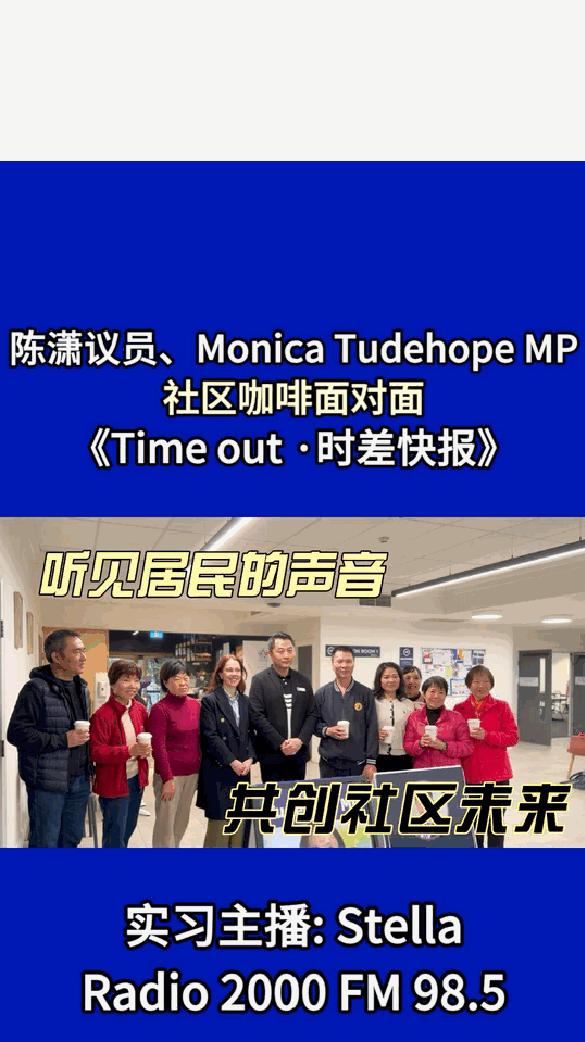 陈潇议员、Monica Tudehope MP
社区咖啡面对面
《Time out ·时差快报》
听见居民的声音
共创社区未来
实习主播: Stella
Radio 2000 FM 98.5